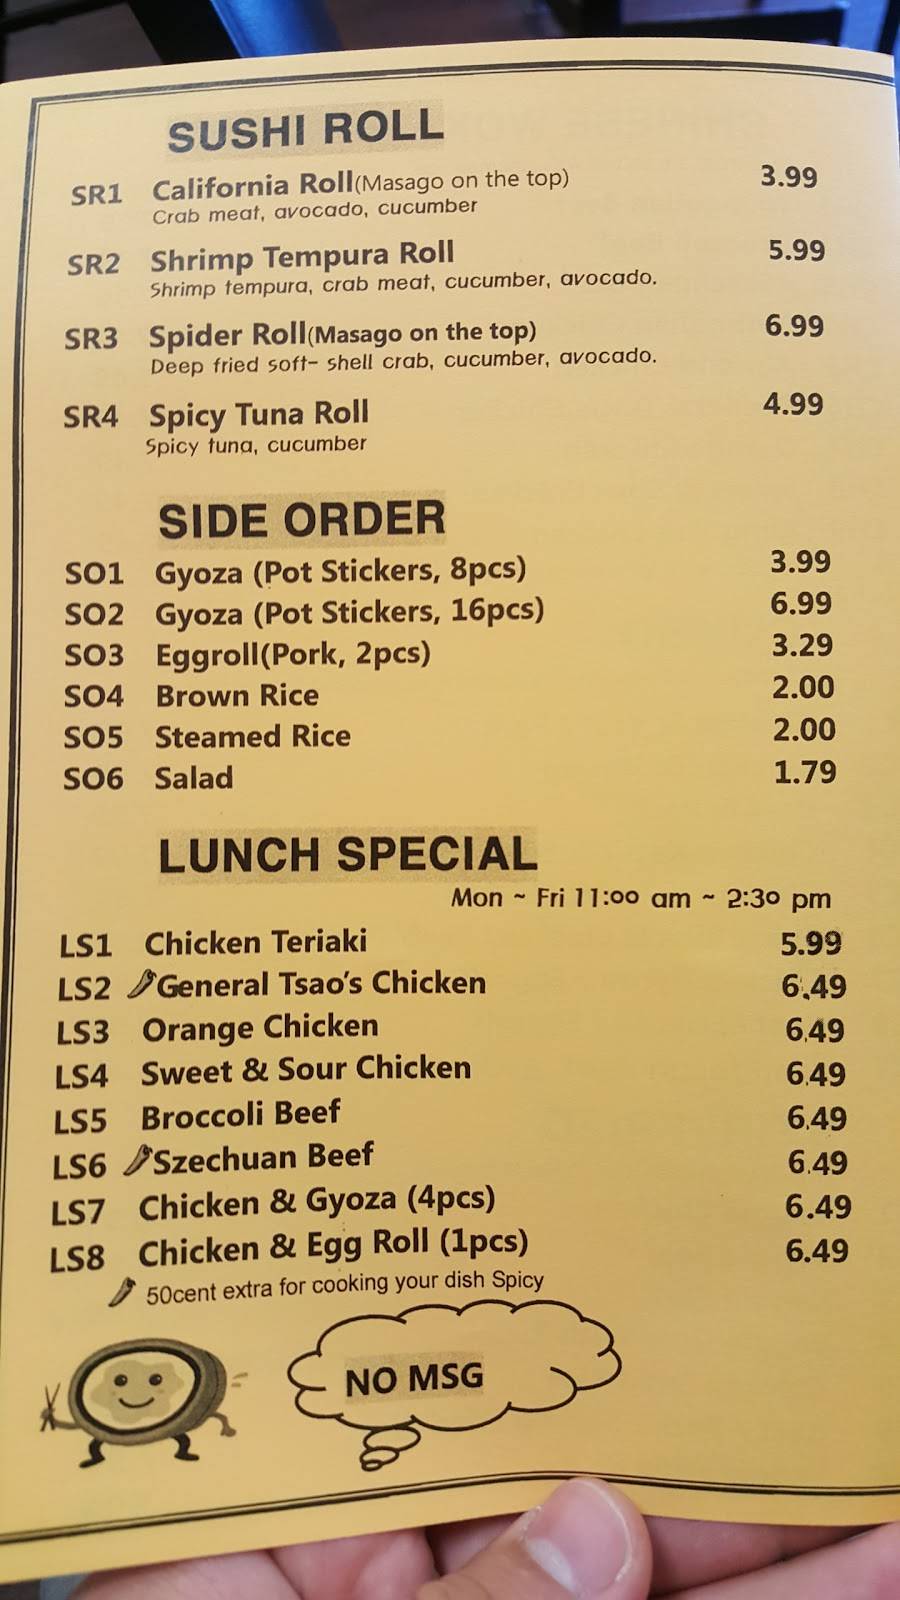 SUSHI ROLL
SR1 California Roll(Masago on the top) 3.99
Crab meat, avocado, cucumber
SR2 Shrimp Tempura Roll 5.99
Shrimp tempura, crab meat, cucumber, avocado.
SR3 Spider Roll(Masago on the top) 6.99
Deep fried soft- shell crab, cucumber, avocado.
SR4 Spicy Tuna Roll 4.99
Spicy tuna, cucumber
SIDE ORDER
SO1 Gyoza (Pot Stickers, 8pcs) 3.99
SO2 Gyoza (Pot Stickers, 16pcs) 6.99
SO3 Eggroll(Pork, 2pcs) 3.29
SO4 Brown Rice 2.00
SO5 Steamed Rice 2.00
SO6 Salad 1.79
LUNCH SPECIAL
Mon ~ Fri 11:00 am ~ 2:30 pm
LS1 Chicken Teriaki 5.99
LS2 General Tsao's Chicken 6.49
LS3 Orange Chicken 6.49
LS4 Sweet & Sour Chicken 6.49
LS5 Broccoli Beef 6.49
LS6 Szechuan Beef 6.49
LS7 Chicken & Gyoza (4pcs) 6.49
LS8 Chicken & Egg Roll (1pcs) 6.49
50cent extra for cooking your dish Spicy
NO MSG